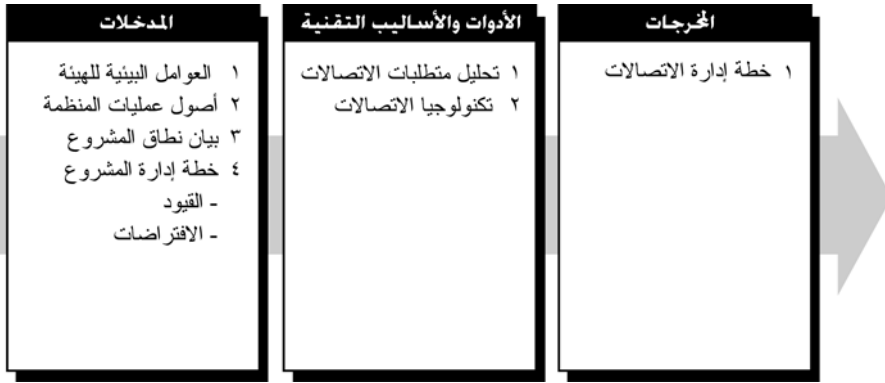 المدخلات
١ العوامل البيئية للهيئة
٢ أصول عمليات المنظمة
٣ بيان نطاق المشروع
٤ خطة إدارة المشروع
- القيود
- الافتراضات
الأدوات والأساليب التقنية
١ تحليل متطلبات الاتصالات
٢ تكنولوجيا الاتصالات
المخرجات
١ خطة إدارة الاتصالات